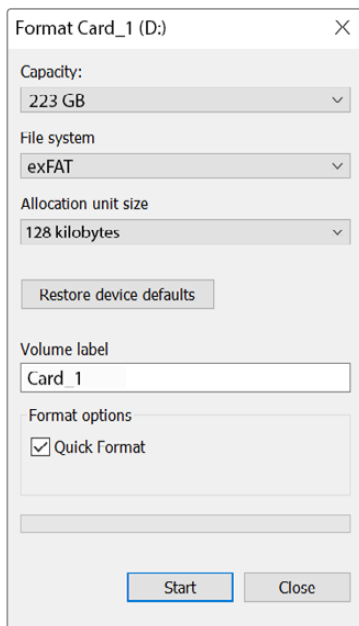 Format Card_1 (D:)
Capacity:
223 GB
File system
exFAT
Allocation unit size
128 kilobytes
Restore device defaults
Volume label
Card_1
Format options
Quick Format
Start Close